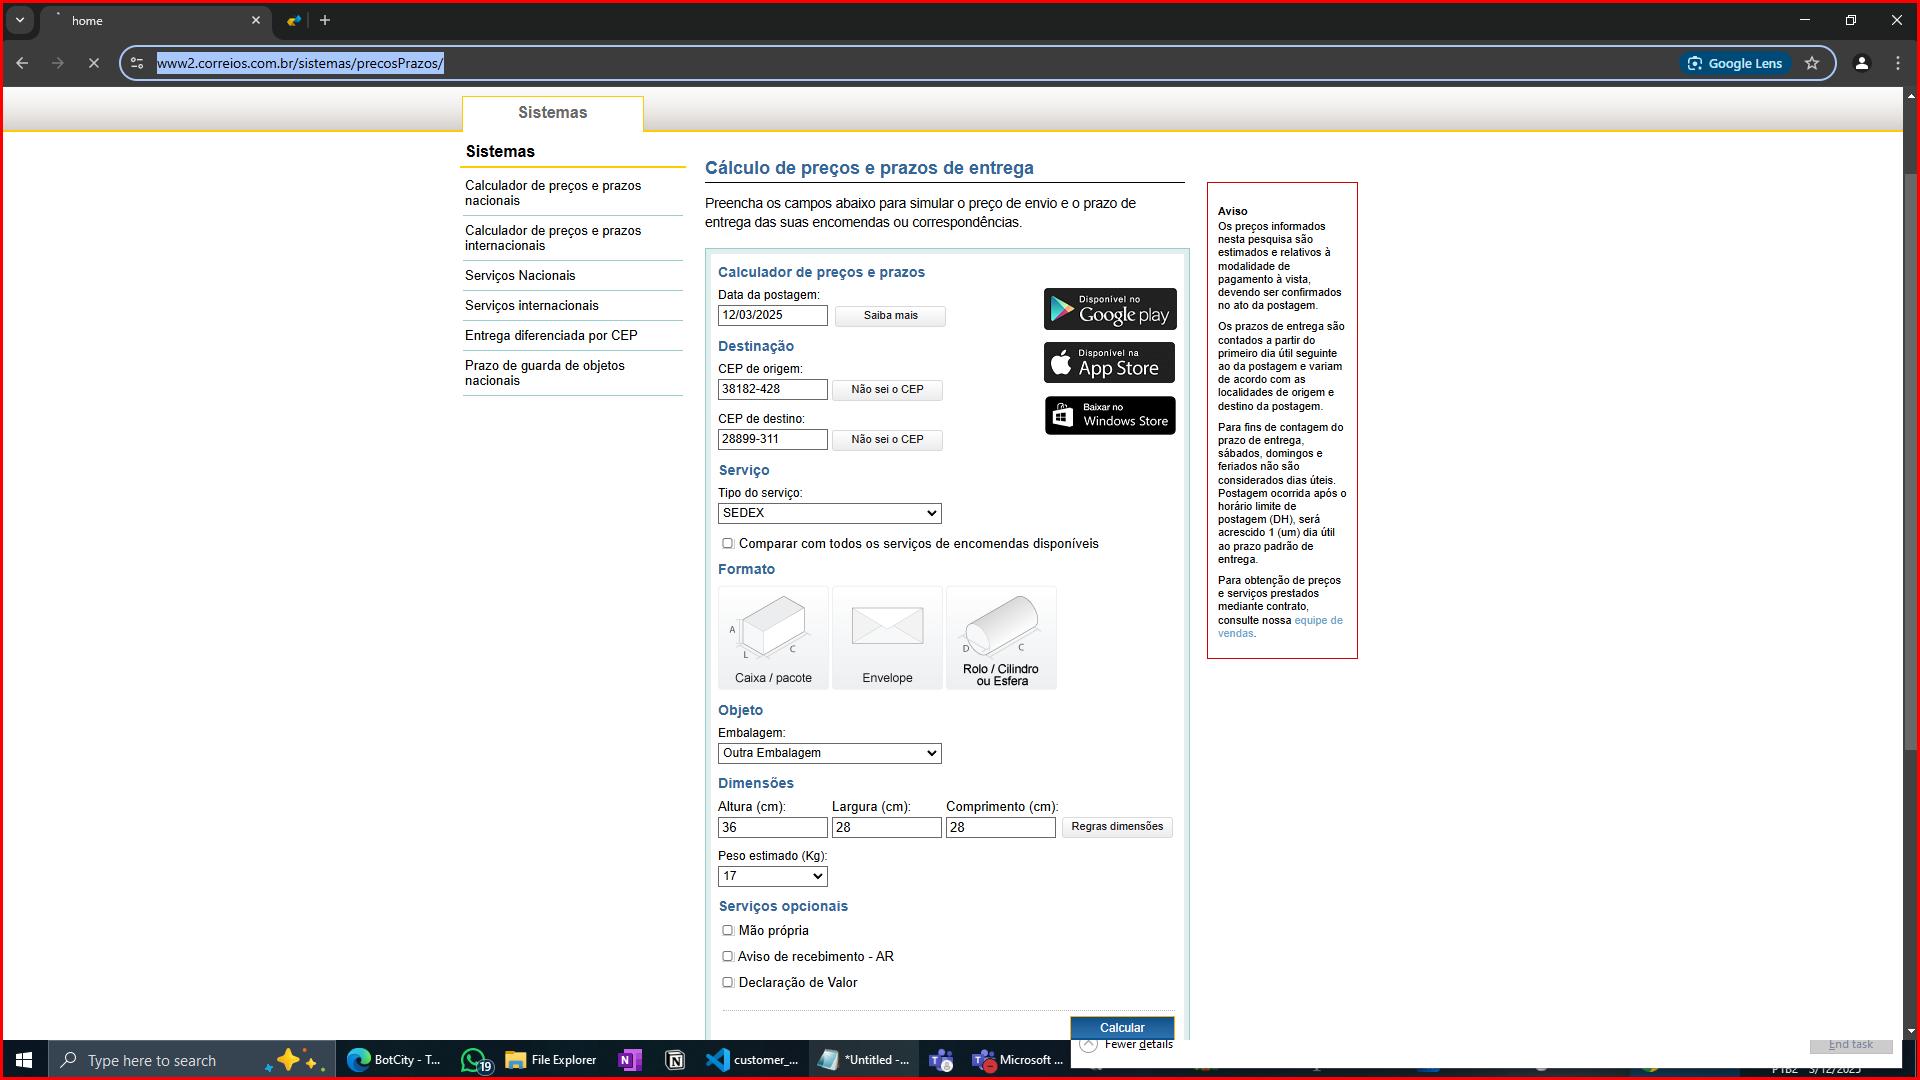 home
www2.correios.com.br/sistemas/precosPrazos/
Google Lens
Sistemas
Sistemas
Calculador de preços e prazos
nacionais
Calculador de preços e prazos
internacionais
Serviços Nacionais
Serviços internacionais
Entrega diferenciada por CEP
Prazo de guarda de objetos
nacionais
Cálculo de preços e prazos de entrega
Preencha os campos abaixo para simular o preço de envio e o prazo de
entrega das suas encomendas ou correspondências.
Calculador de preços e prazos
Data da postagem:
12/03/2025
Saiba mais
Disponível no
Google play
Destinação
Disponível na
App Store
CEP de origem:
38182-428
Não sei o CEP
Baixar no
Windows Store
CEP de destino:
28899-311
Não sei o CEP
Serviço
Tipo do serviço:
SEDEX
Comparar com todos os serviços de encomendas disponíveis
Formato
A
L
C
Caixa / pacote
Envelope
D
C
Rolo / Cilindro
ou Esfera
Objeto
Embalagem:
Outra Embalagem
Dimensões
Altura (cm):
Largura (cm):
Comprimento (cm):
36
28
28
Regras dimensões
Peso estimado (Kg):
17
Serviços opcionais
Mão própria
Aviso de recebimento - AR
Declaração de Valor
Calcular
Aviso
Os preços informados
nesta pesquisa são
estimados e relativos à
modalidade de
pagamento à vista,
devendo ser confirmados
no ato da postagem.
Os prazos de entrega são
contados a partir do
primeiro dia útil seguinte
ao da postagem e variam
de acordo com as
localidades de origem e
destino da postagem.
Para fins de contagem do
prazo de entrega,
sábados, domingos e
feriados não são
considerados dias úteis.
Postagem ocorrida após o
horário limite de
postagem (DH), será
acrescido 1 (um) dia útil
ao prazo padrão de
entrega.
Para obtenção de preços
e serviços prestados
mediante contrato,
consulte nossa equipe de
vendas.
Fewer details
End task
Type here to search
BotCity - T...
19
File Explorer
customer_...
*Untitled -...
Microsoft ...
PTB2
3/12/2025